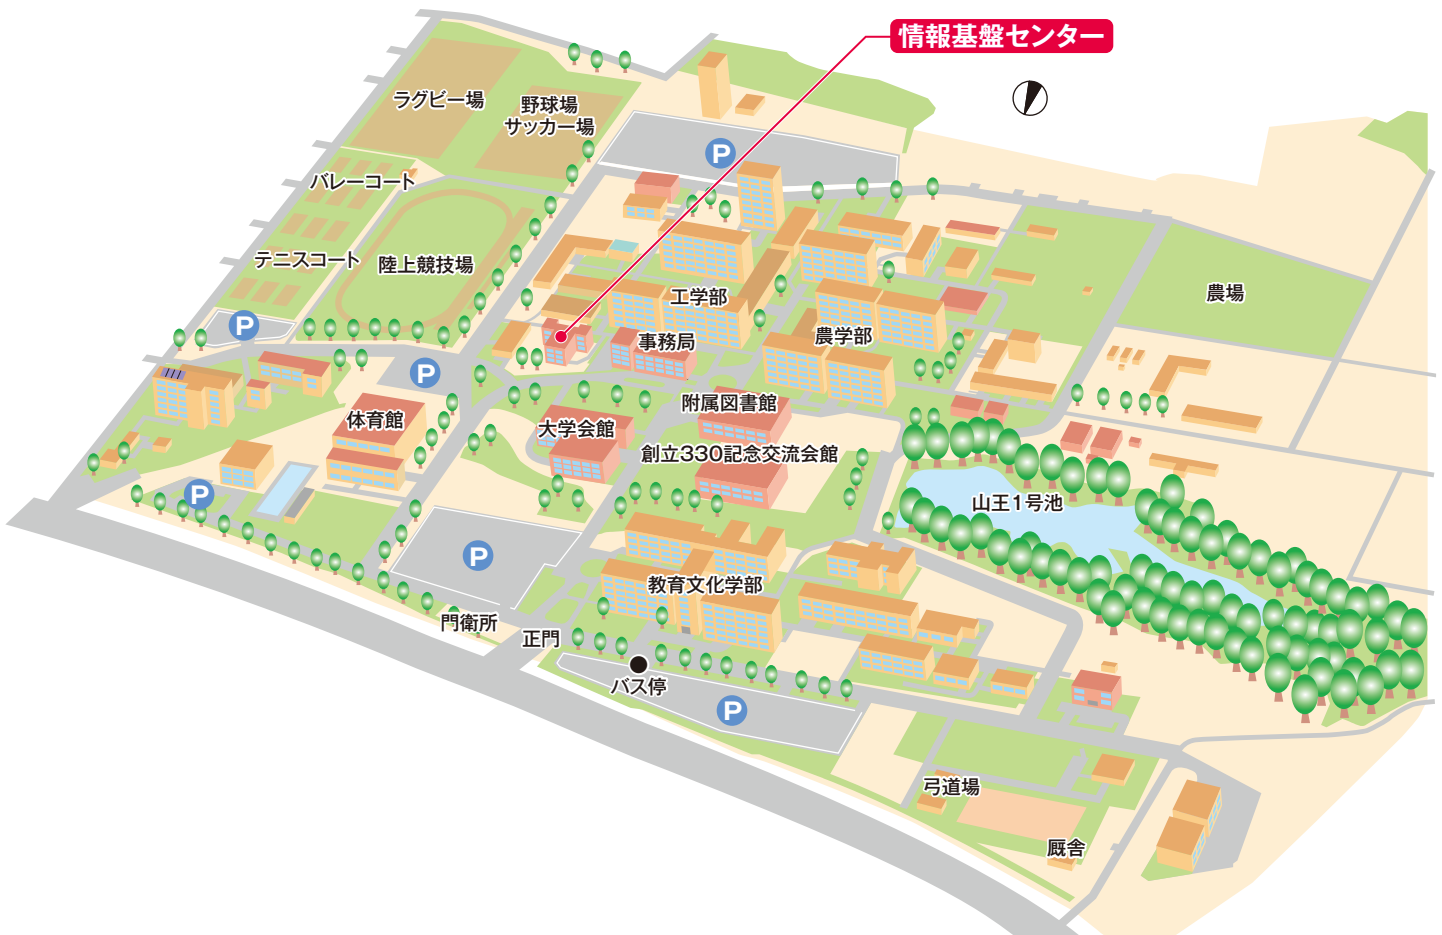 情報基盤センター
ラグビー場
野球場
サッカー場
P
バレーコート
テニスコート
陸上競技場
農場
工学部
P
事務局
農学部
P
附属図書館
体育館
大学会館
創立330記念交流会館
P
山王1号池
P
教育文化学部
門衛所
正門
バス停
P
弓道場
厩舎